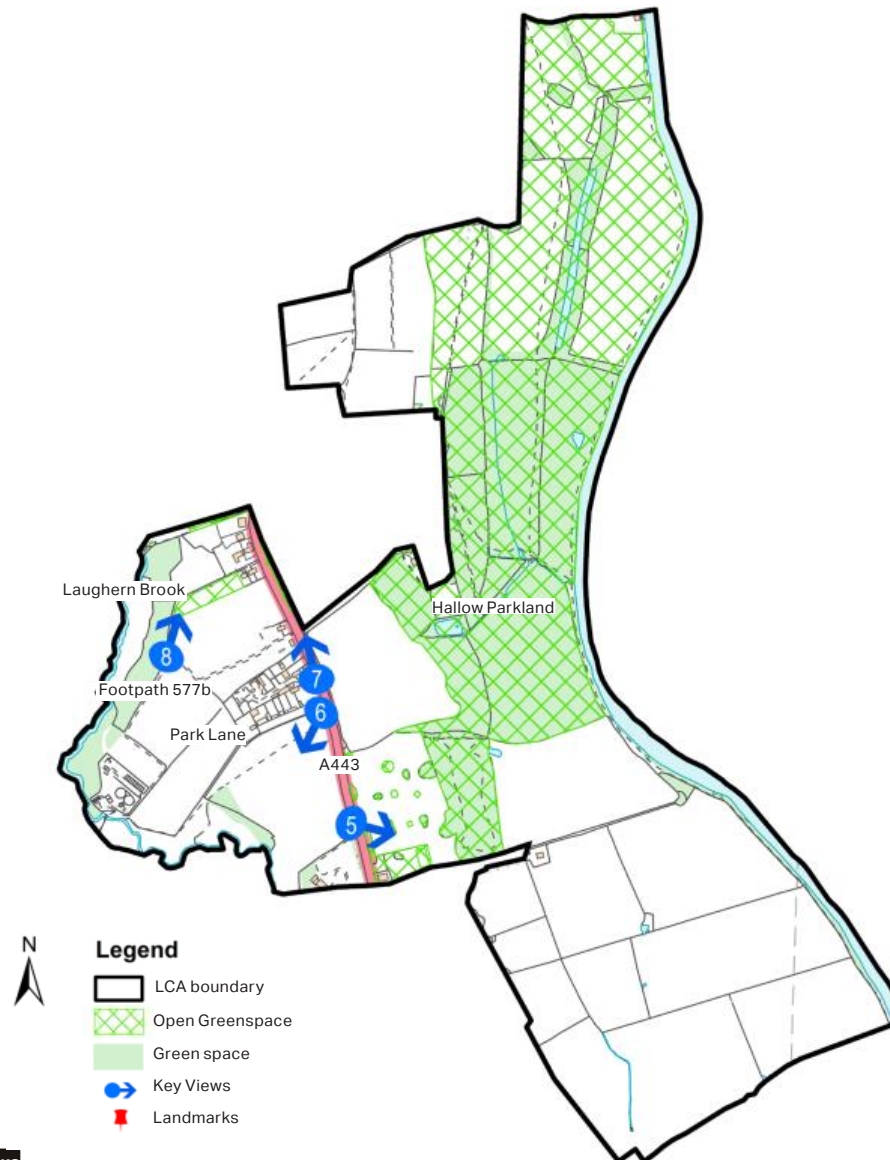 Laughern Brook
Hallow Parkland
8
7
Footpath 577b
6
Park Lane
A443
5
N
Legend
LCA boundary
Open Greenspace
Green space
Key Views
Landmarks